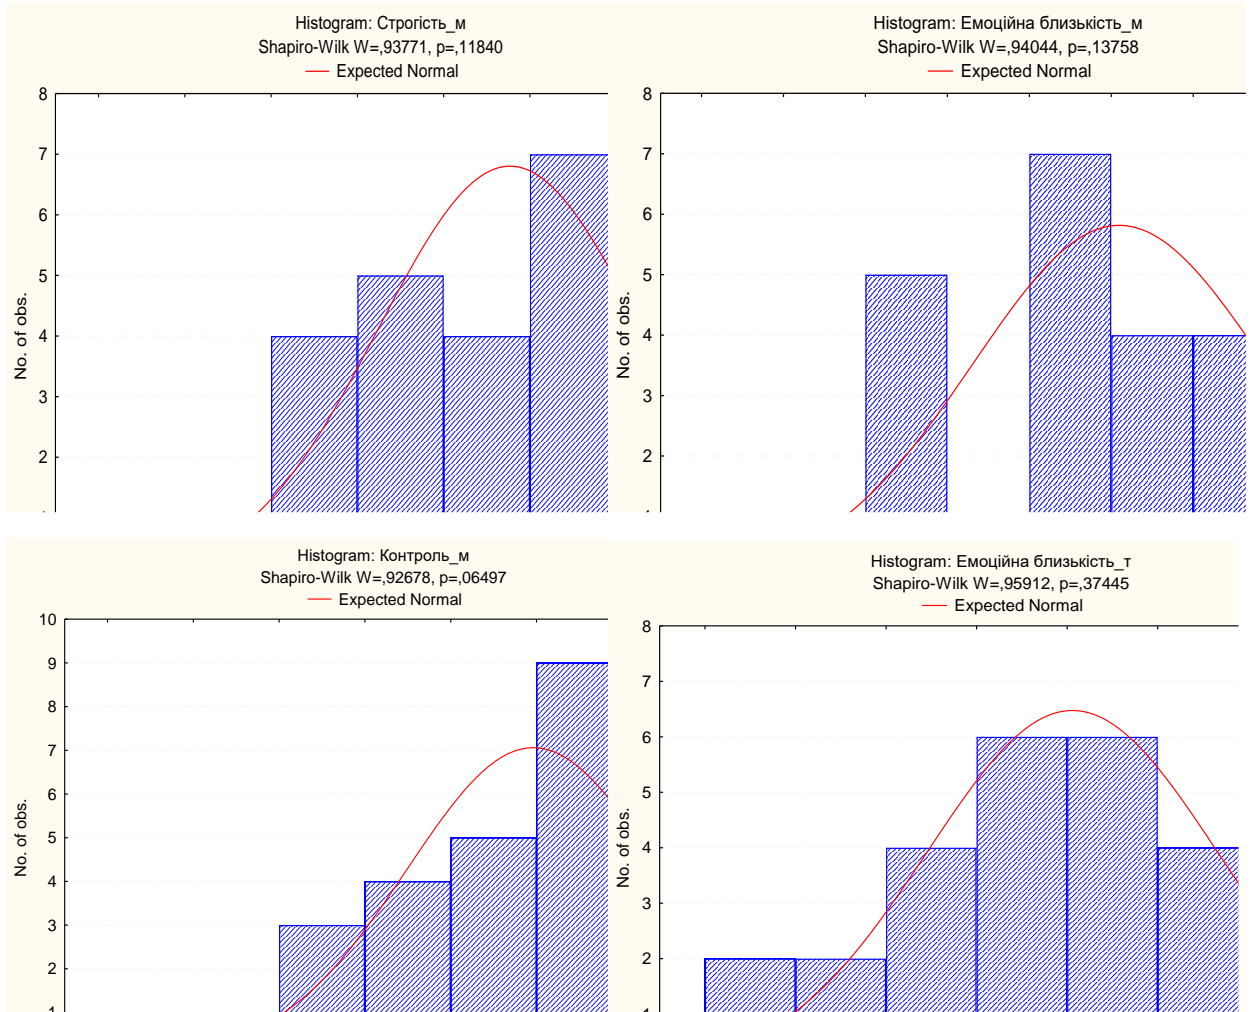 Histogram: Строгість_м
Shapiro-Wilk W=,93771, p=,11840
Expected Normal
8
7
6
5
4
3
2
No. of obs.
Histogram: Емоційна близькість_м
Shapiro-Wilk W=,94044, p=,13758
Expected Normal
8
7
6
5
4
3
2
No. of obs.
Histogram: Контроль_м
Shapiro-Wilk W=,92678, p=,06497
Expected Normal
10
9
8
7
6
5
4
3
2
1
No. of obs.
Histogram: Емоційна близькість_т
Shapiro-Wilk W=,95912, p=,37445
Expected Normal
8
7
6
5
4
3
2
1
No. of obs.